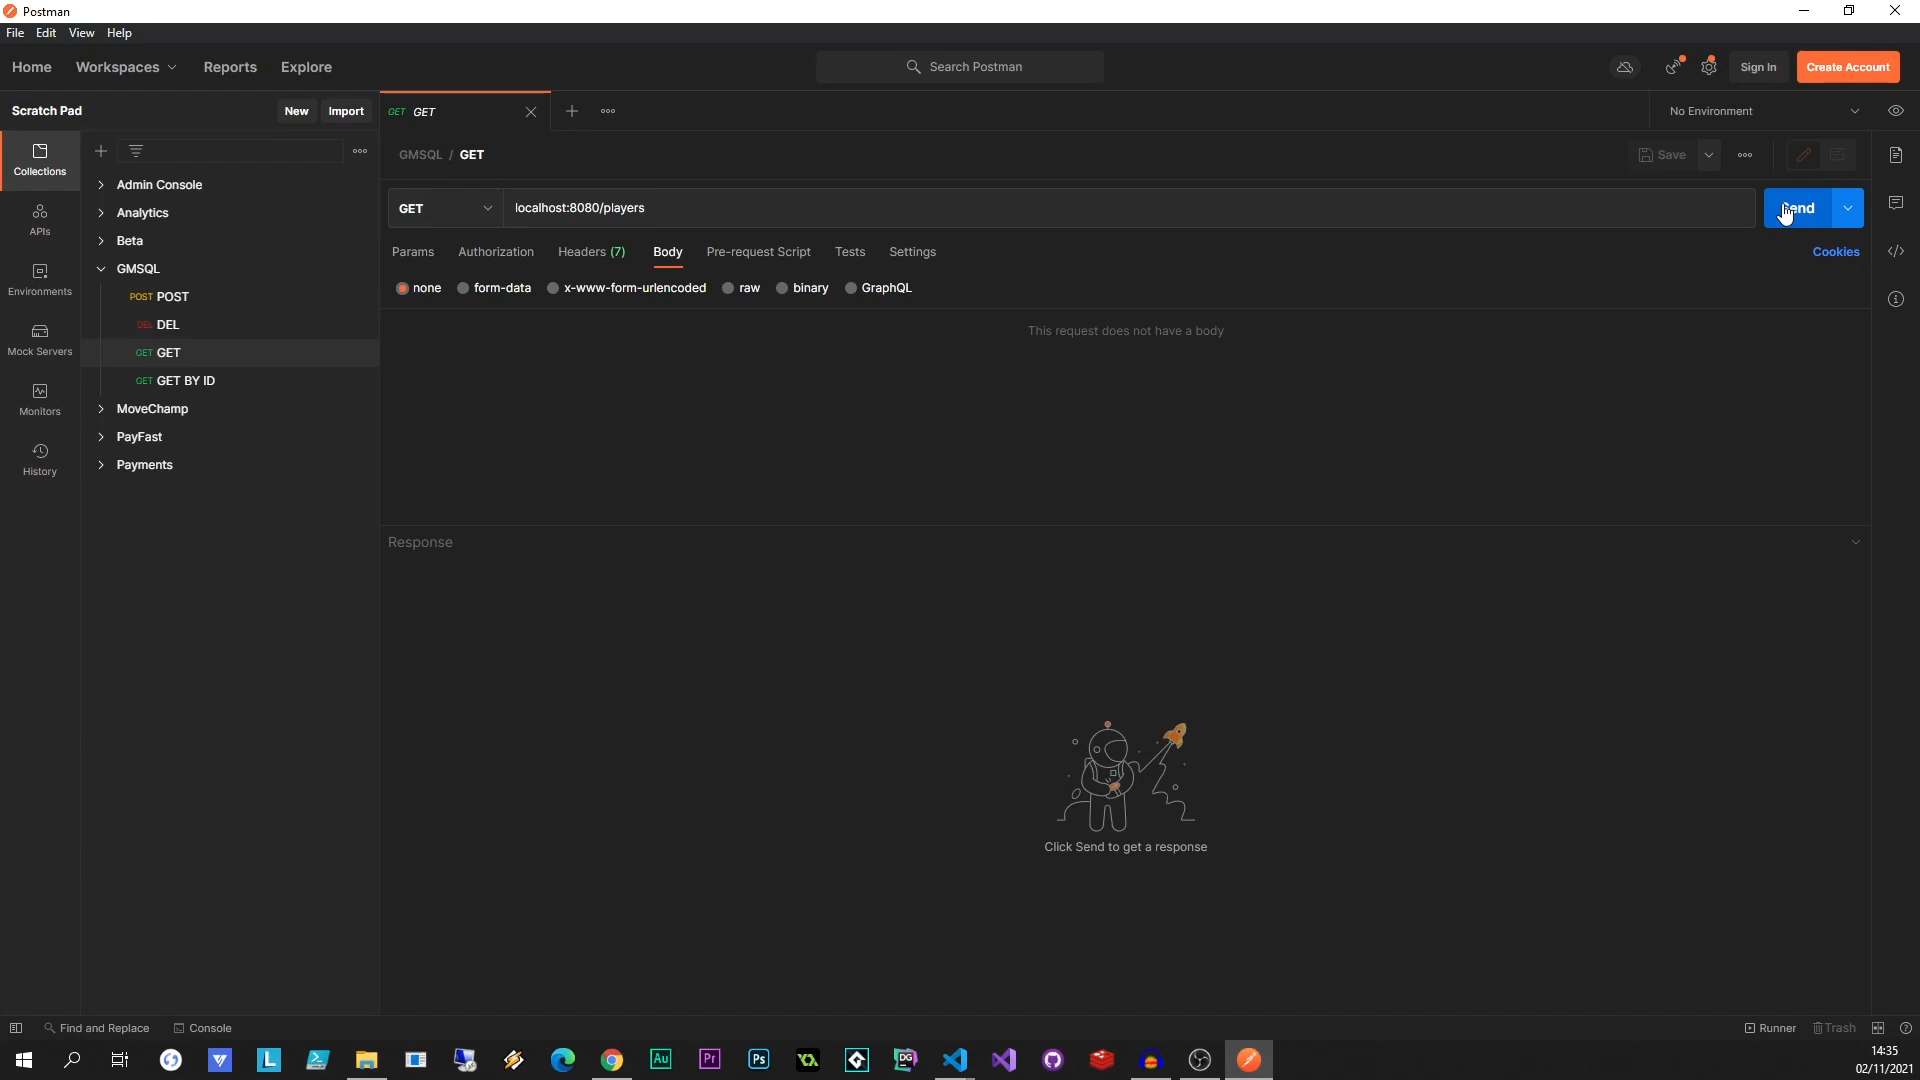 Postman
File Edit View Help
Home Workspaces Reports Explore
Search Postman
Sign In
Create Account
Scratch Pad
New
Import
GET GET
No Environment
Collections
GMSQL / GET
Save
Admin Console
GET
localhost:8080/players
Send
APIs
Analytics
Beta
Params Authorization Headers (7) Body Pre-request Script Tests Settings
Cookies
GMSQL
Environments
none form-data x-www-form-urlencoded raw binary GraphQL
POST POST
DEL DEL
This request does not have a body
Mock Servers
GET GET
GET GET BY ID
Monitors
MoveChamp
PayFast
History
Payments
Response
Click Send to get a response
Find and Replace
Console
Runner
Trash
L
Au
Pr
Ps
DG
14:35
02/11/2021